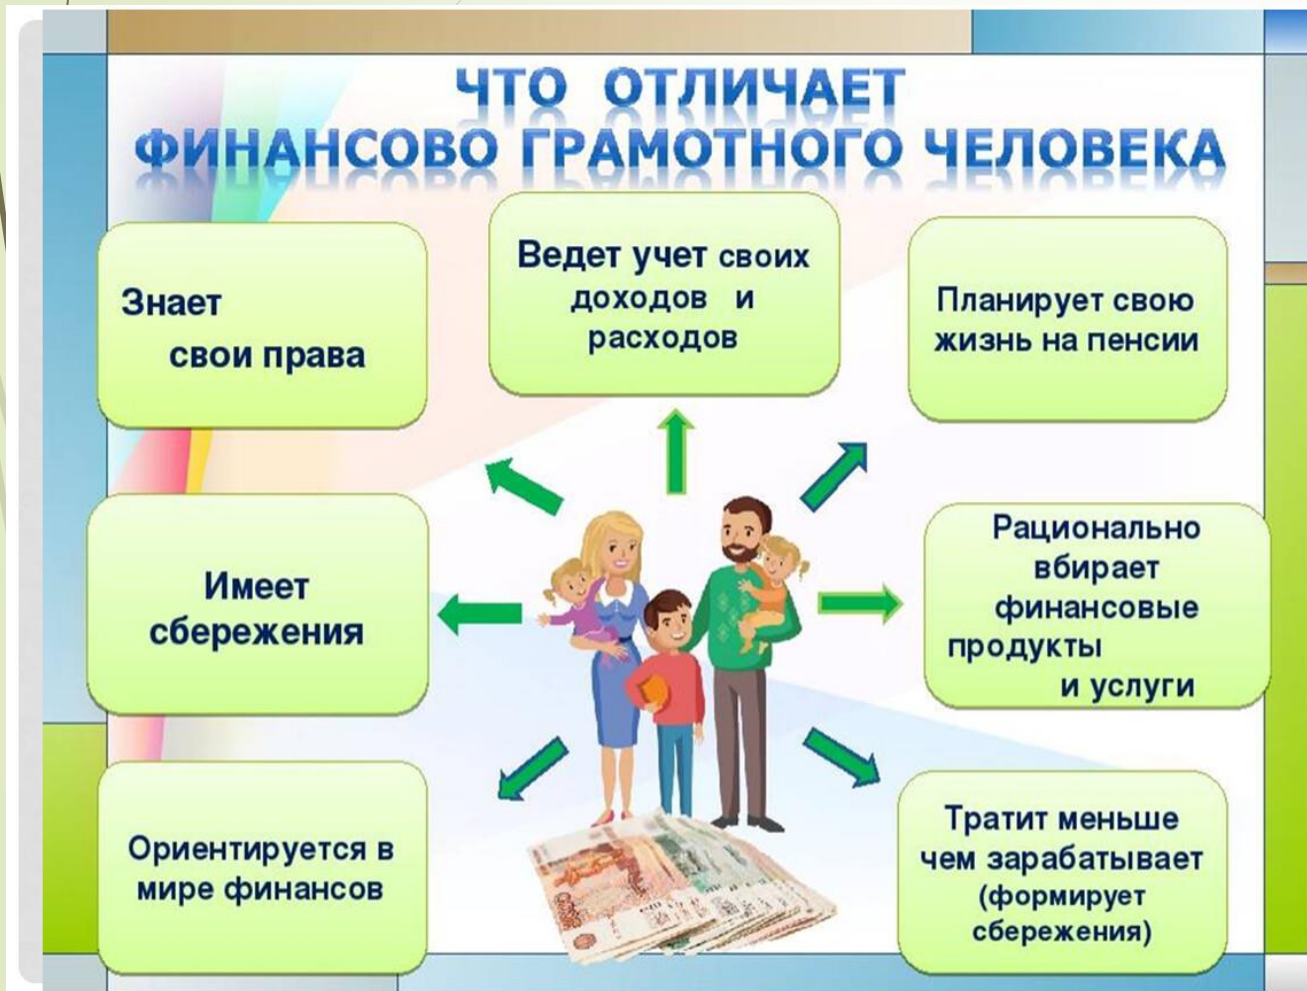 ЧТО ОТЛИЧАЕТ
ФИНАНСОВО ГРАМОТНОГО ЧЕЛОВЕКА
Знает
свои права
Ведет учет своих
доходов и
расходов
Планирует свою
жизнь на пенсии
Имеет
сбережения
Рационально
вбирает
финансовые
продукты
и услуги
Ориентируется в
мире финансов
Тратит меньше
чем зарабатывает
(формирует
сбережения)